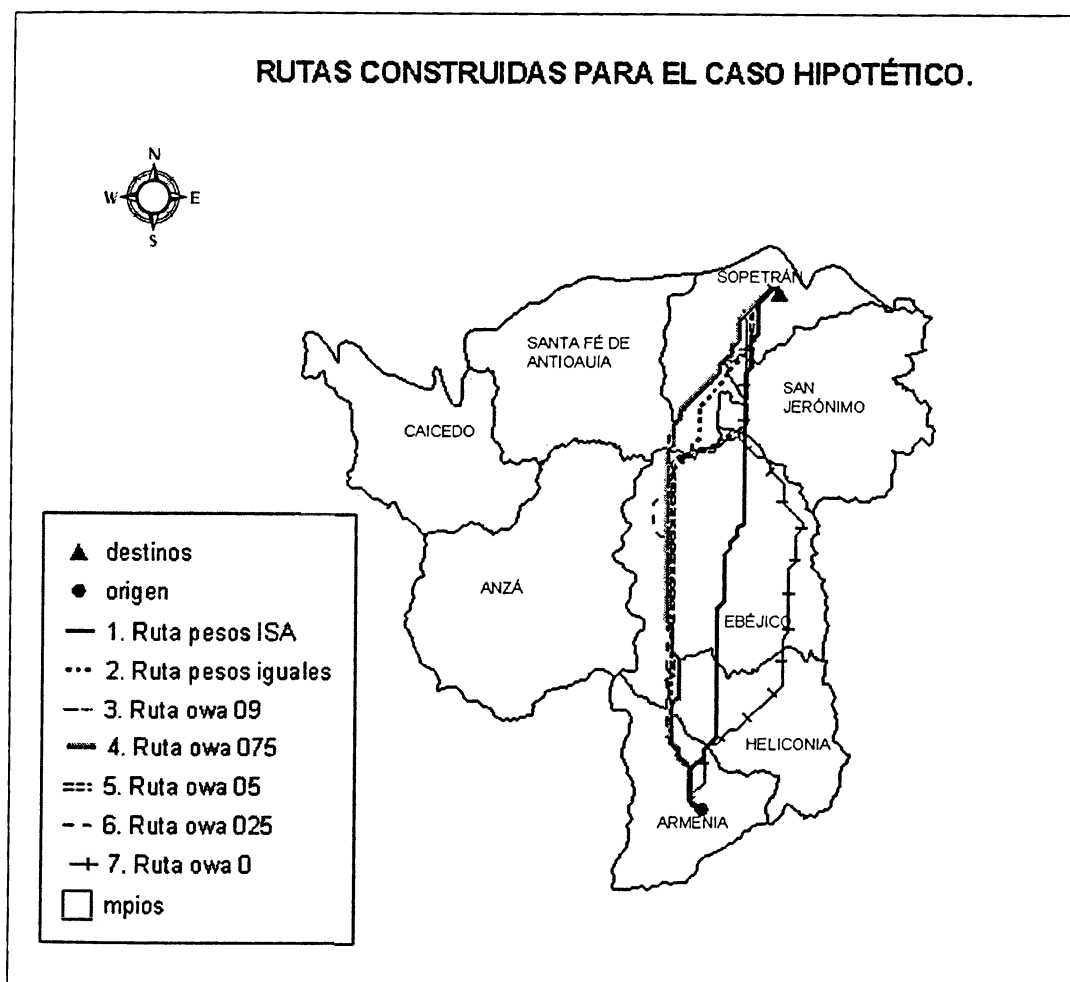 RUTAS CONSTRUIDAS PARA EL CASO HIPOTÉTICO.
N
W E
S
SOPETRÁN
SANTA FÉ DE
ANTIOAUIA
SAN
JERÓNIMO
CAICEDO
ANZÁ
EBÉJICO
HELICONIA
ARMENIA
destinos
origen
1. Ruta pesos ISA
2. Ruta pesos iguales
3. Ruta owa 09
4. Ruta owa 075
5. Ruta owa 05
6. Ruta owa 025
7. Ruta owa 0
mpios